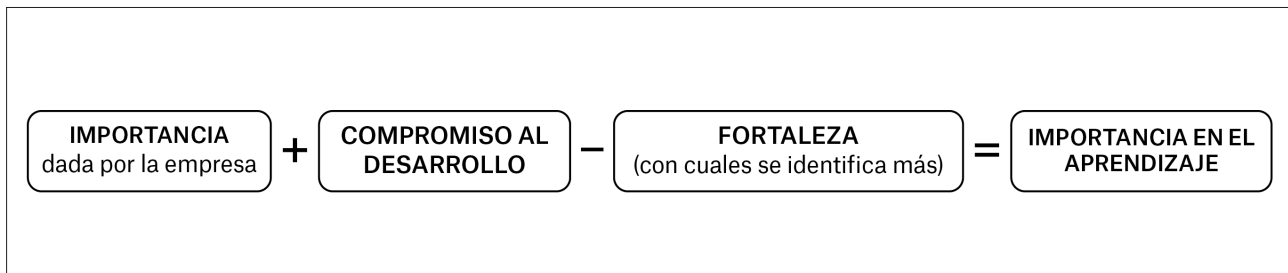 IMPORTANCIA
dada por la empresa
+
COMPROMISO AL
DESARROLLO
−
FORTALEZA
(con cuales se identifica más)
=
IMPORTANCIA EN EL
APRENDIZAJE